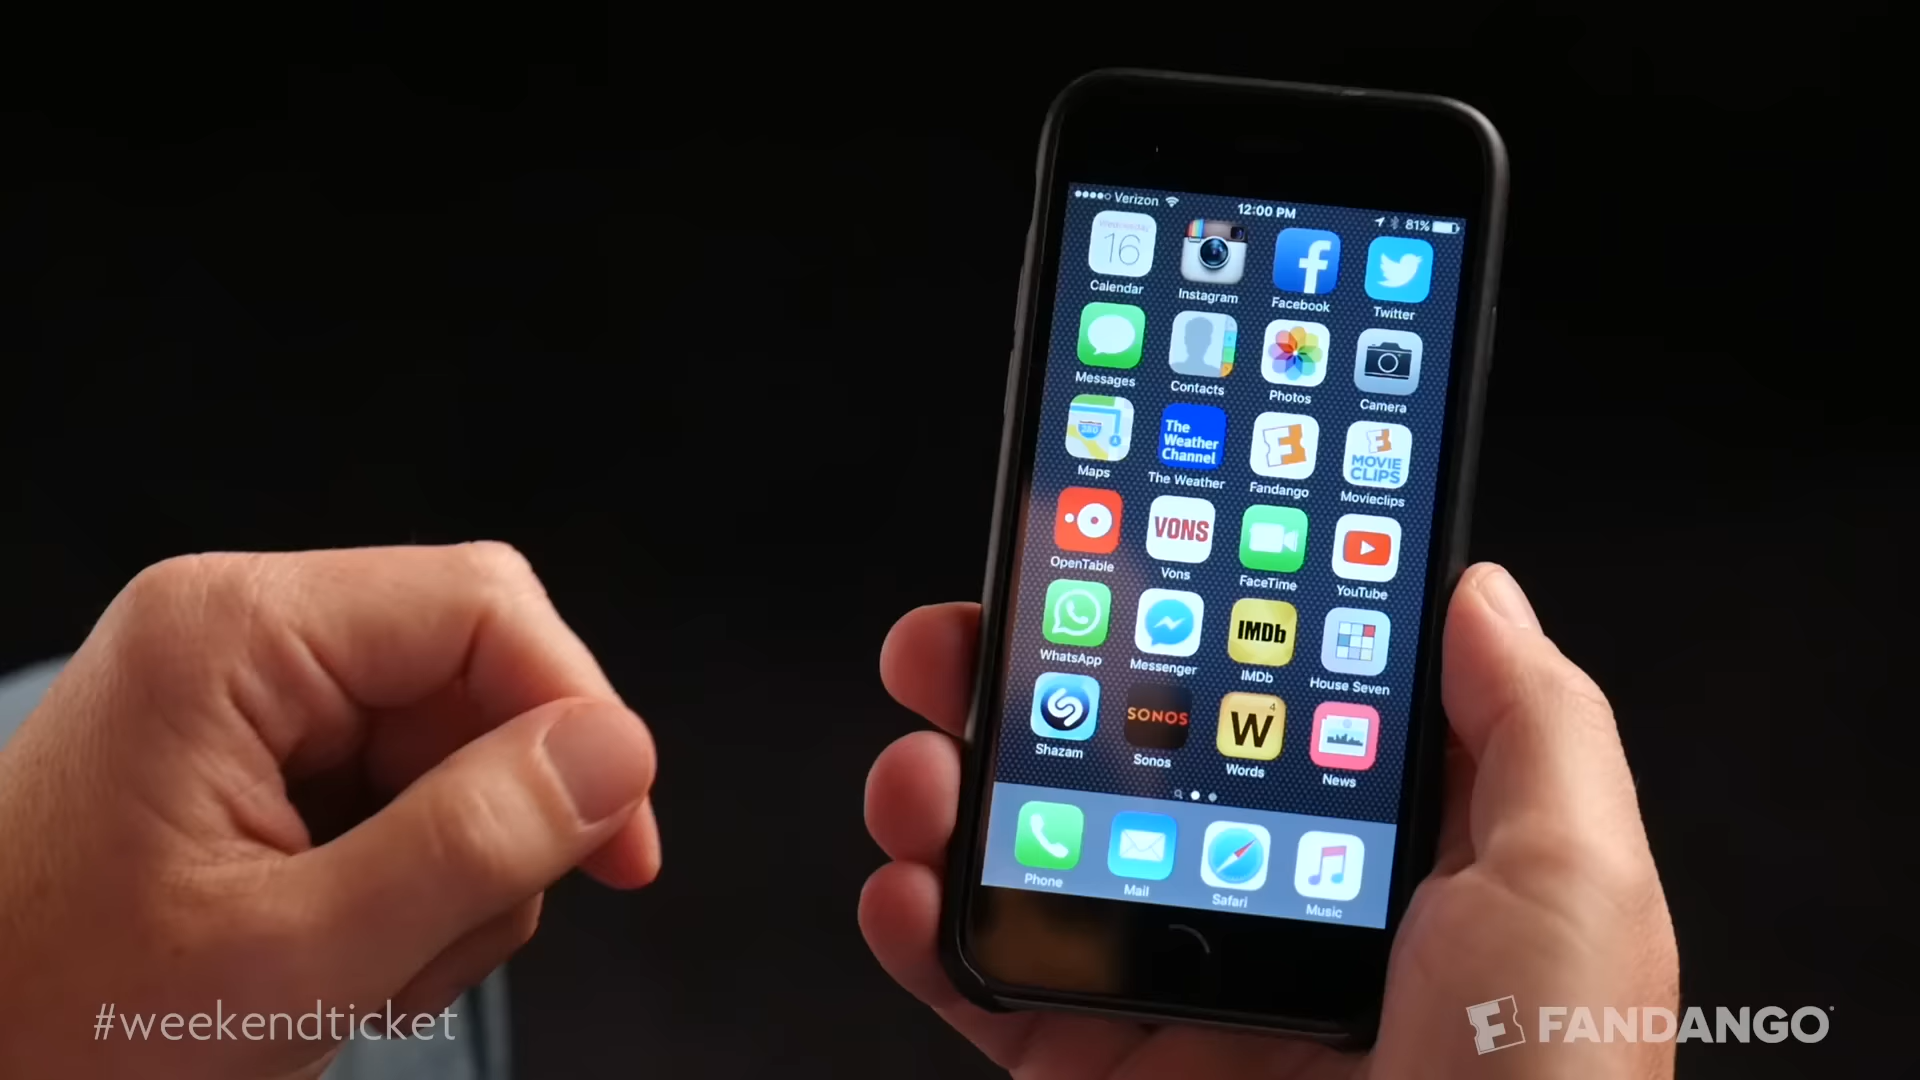 Verizon 12:00 PM 81%
16
Calendar Instagram Facebook Twitter
Messages Contacts Photos Camera
280
The
Weather
Channel
MOVIE
CLIPS
Maps The Weather Fandango Movieclips
VONS
OpenTable Vons FaceTime YouTube
IMDb
WhatsApp Messenger IMDb House Seven
SONOS W 4
Shazam Sonos Words News
Phone Mail Safari Music
#weekendticket
FANDANGO